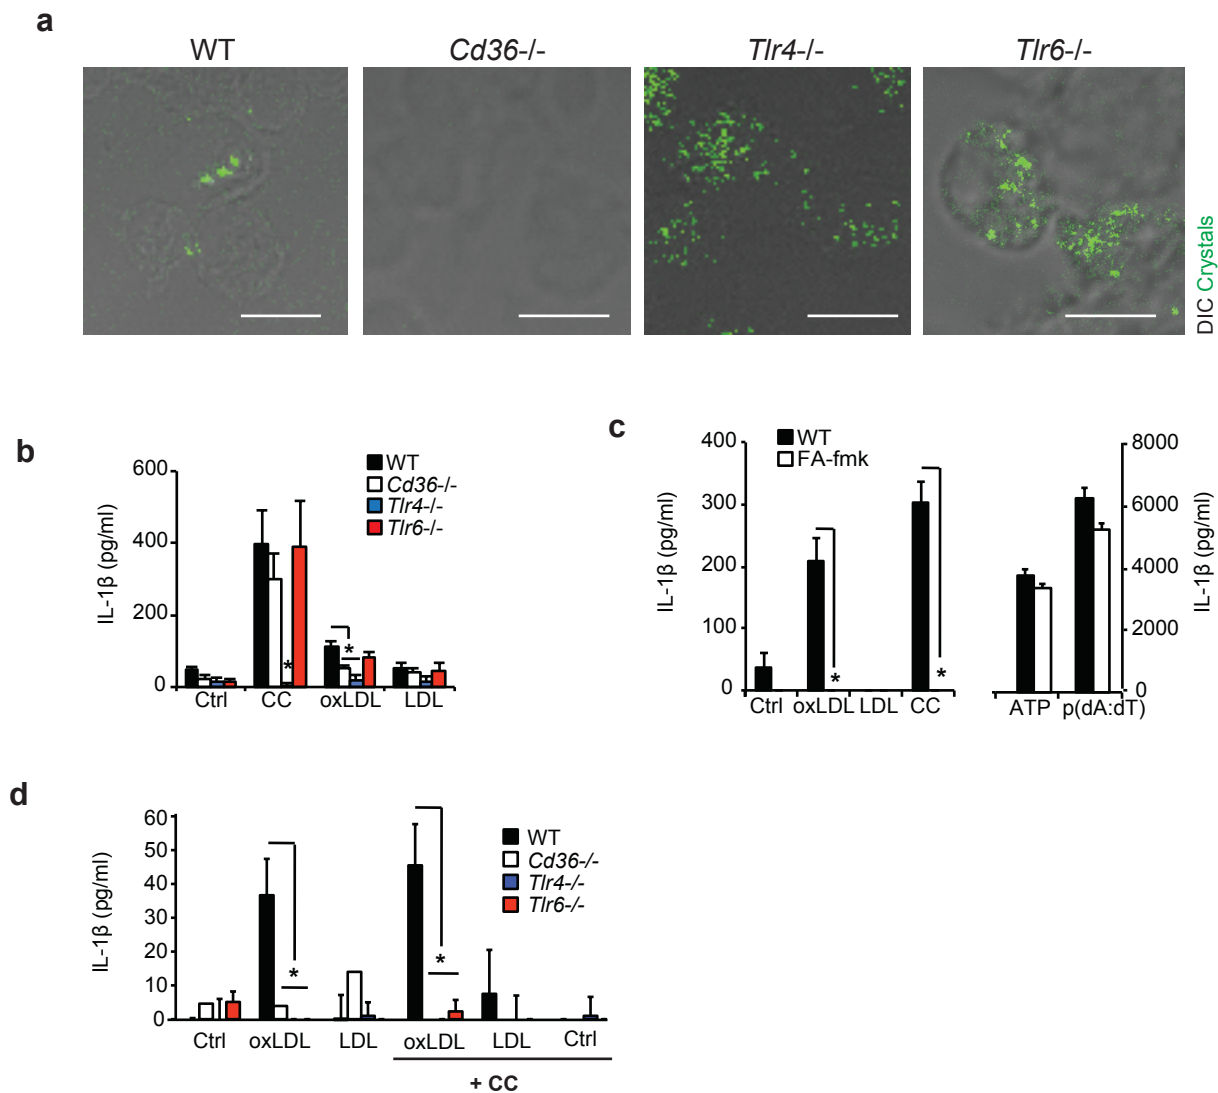 a
WT Cd36-/- Tlr4-/- Tlr6-/-
DIC Crystals
b
IL-1β (pg/ml)
600
400
200
0
WT
Cd36-/-
Tlr4-/-
Tlr6-/-
*
*
Ctrl CC oxLDL LDL
c
IL-1β (pg/ml)
400
300
200
100
0
WT
FA-fmk
*
*
Ctrl oxLDL LDL CC
8000
6000
4000
2000
0
IL-1β (pg/ml)
ATP p(dA:dT)
d
IL-1β (pg/ml)
60
50
40
30
20
10
0
WT
Cd36-/-
Tlr4-/-
Tlr6-/-
*
*
Ctrl oxLDL LDL oxLDL LDL Ctrl
+ CC